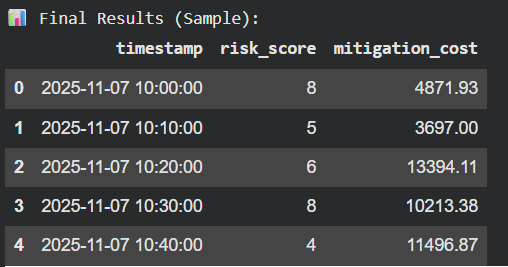 📊 Final Results (Sample):
timestamp risk_score mitigation_cost
0 2025-11-07 10:00:00 8 4871.93
1 2025-11-07 10:10:00 5 3697.00
2 2025-11-07 10:20:00 6 13394.11
3 2025-11-07 10:30:00 8 10213.38
4 2025-11-07 10:40:00 4 11496.87